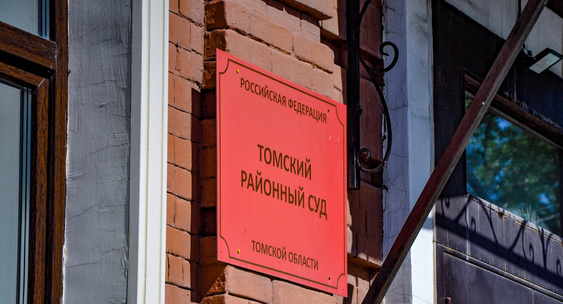 РОССИЙСКАЯ ФЕДЕРАЦИЯ
ТОМСКИЙ
РАЙОННЫЙ СУД
ТОМСКОЙ ОБЛАСТИ